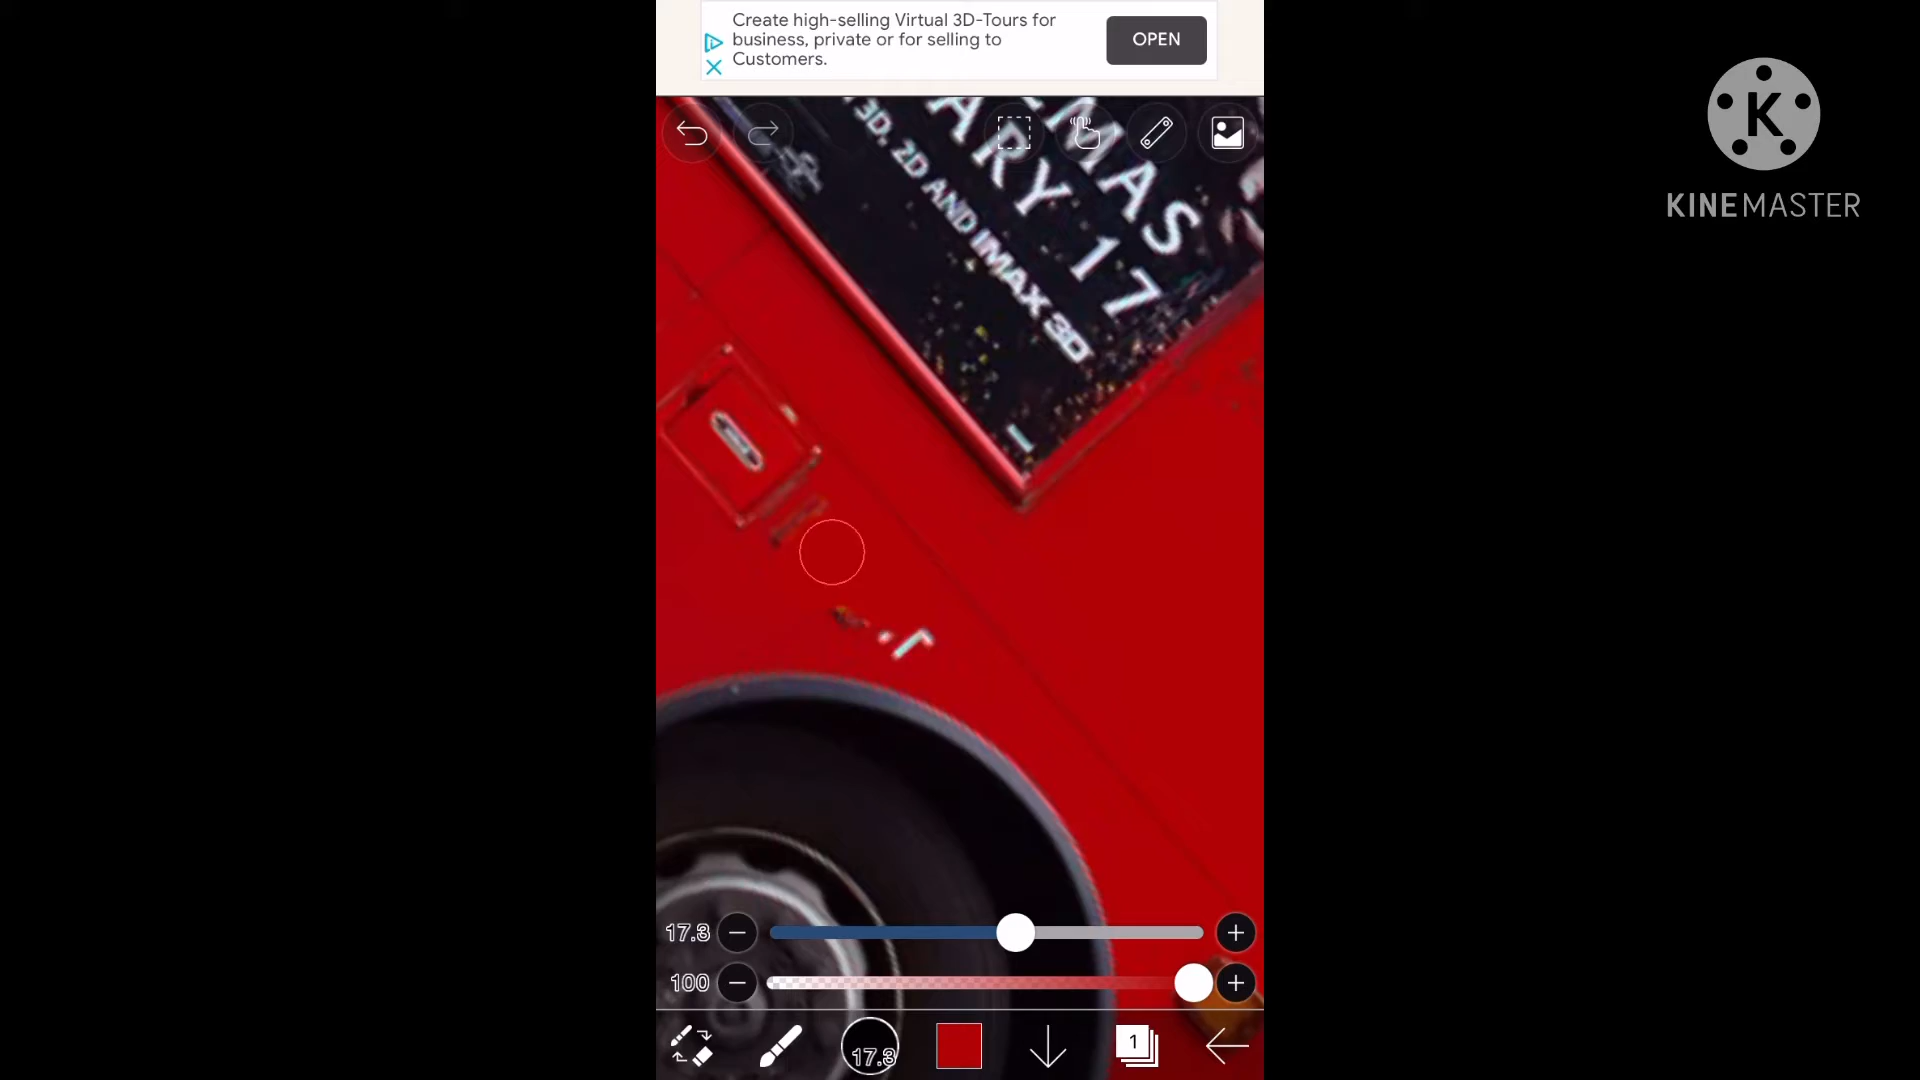 Create high-selling Virtual 3D-Tours for
business, private or for selling to
Customers.
OPEN
K
KINEMASTER
EMAS
ARY 17
3D, 2D AND IMAX 3D
17.3
100
17.3
1